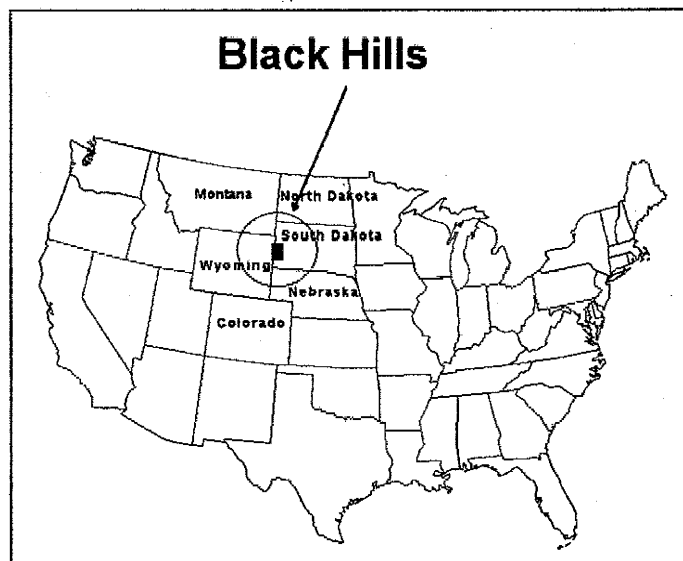 Black Hills
Montana
North Dakota
South Dakota
Wyoming
Nebraska
Colorado